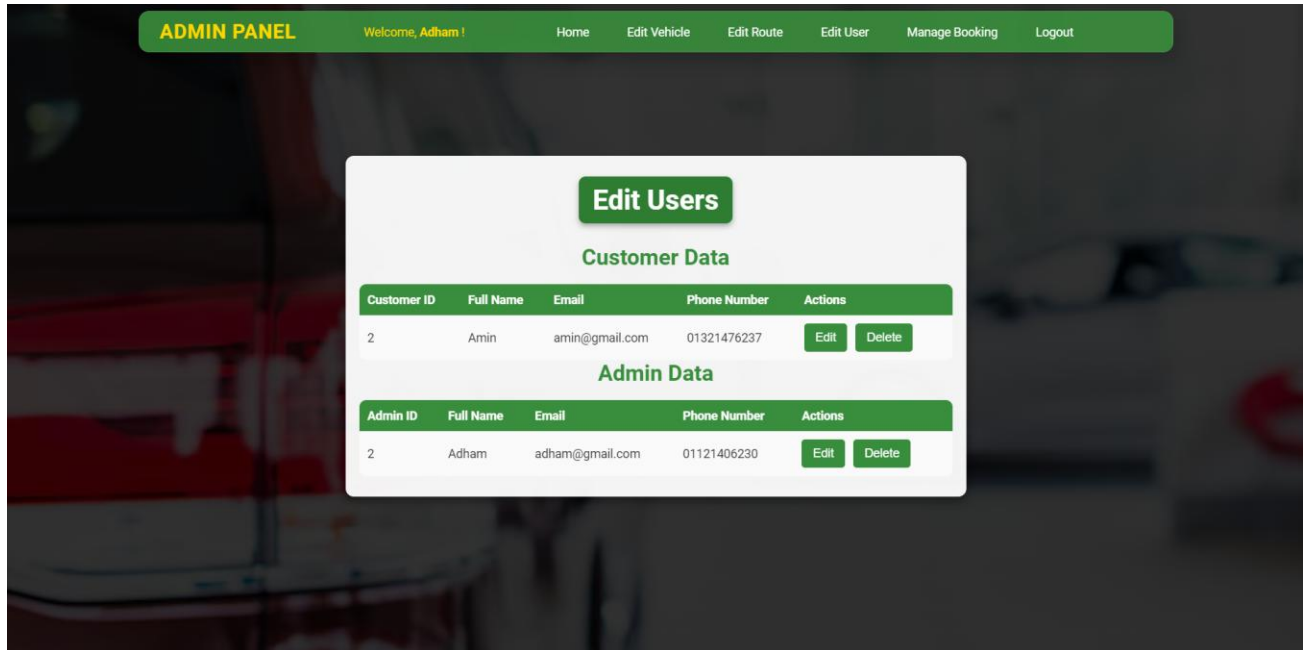 ADMIN PANEL Welcome, Adham ! Home Edit Vehicle Edit Route Edit User Manage Booking Logout
Edit Users
Customer Data
Customer ID Full Name Email Phone Number Actions
2 Amin amin@gmail.com 01321476237 Edit Delete
Admin Data
Admin ID Full Name Email Phone Number Actions
2 Adham adham@gmail.com 01121406230 Edit Delete